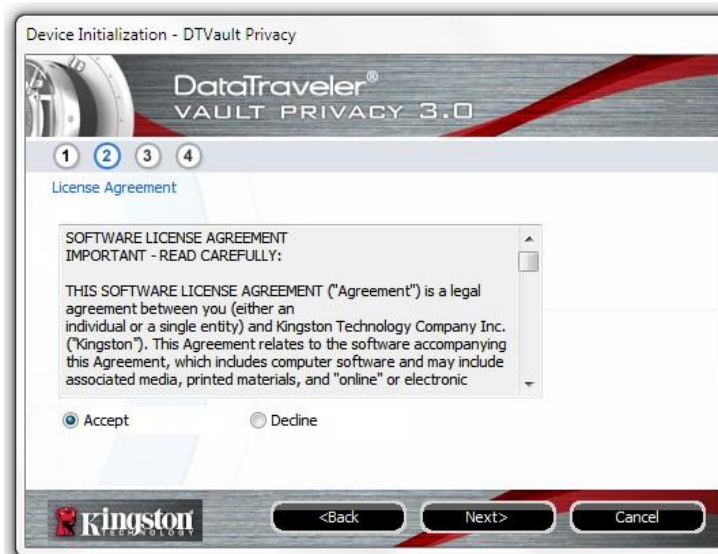 Device Initialization - DTVault Privacy
DataTraveler®
VAULT PRIVACY 3.0
1 2 3 4
License Agreement
SOFTWARE LICENSE AGREEMENT
IMPORTANT - READ CAREFULLY:
THIS SOFTWARE LICENSE AGREEMENT ("Agreement") is a legal
agreement between you (either an
individual or a single entity) and Kingston Technology Company Inc.
("Kingston"). This Agreement relates to the software accompanying
this Agreement, which includes computer software and may include
associated media, printed materials, and "online" or electronic
Accept Decline
Kingston
TECHNOLOGY
<Back Next> Cancel